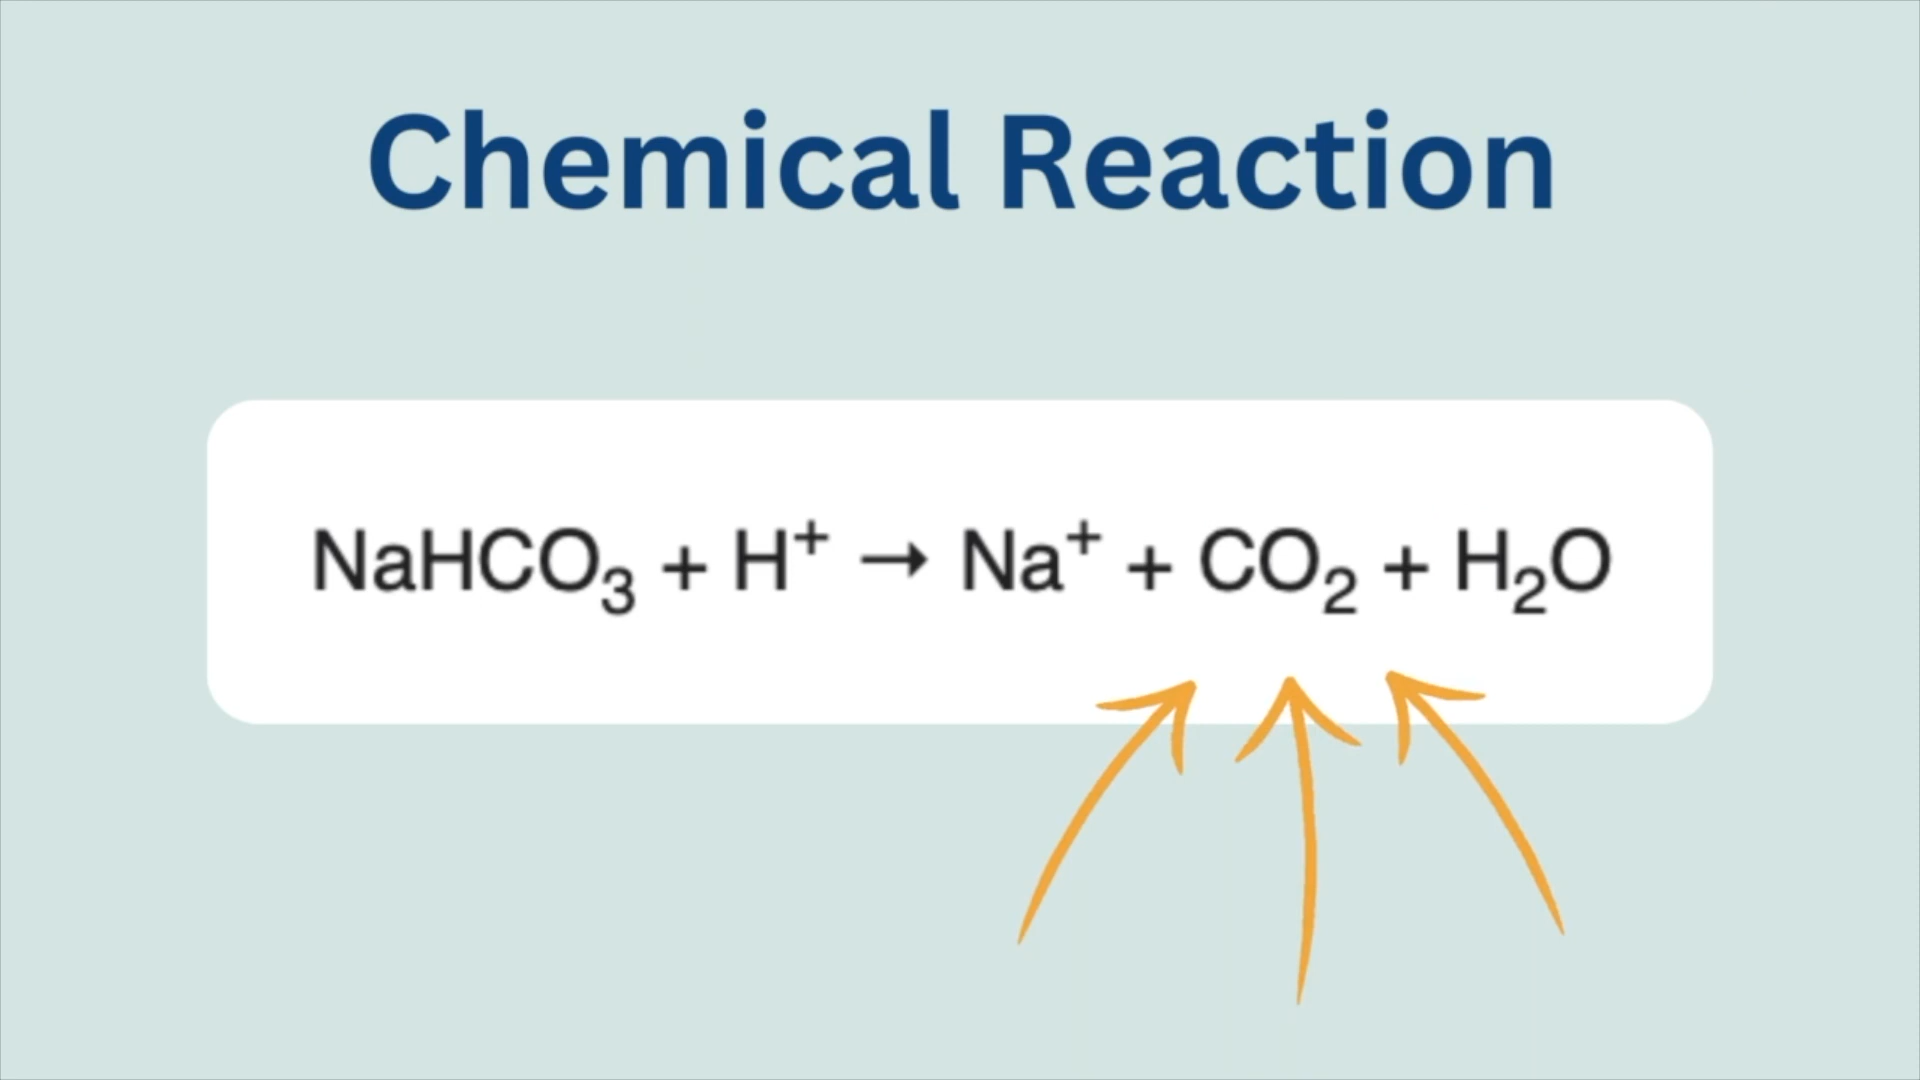 Chemical Reaction
NaHCO₃ + H⁺ → Na⁺ + CO₂ + H₂O